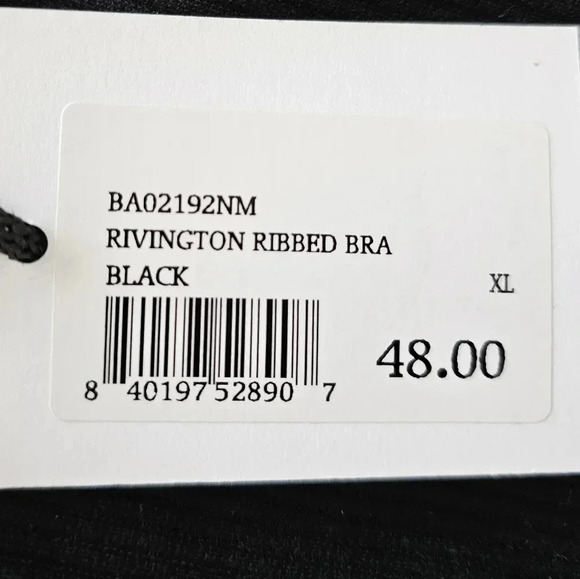 BA02192NM
RIVINGTON RIBBED BRA
BLACK XL
48.00
8 40197 52890 7